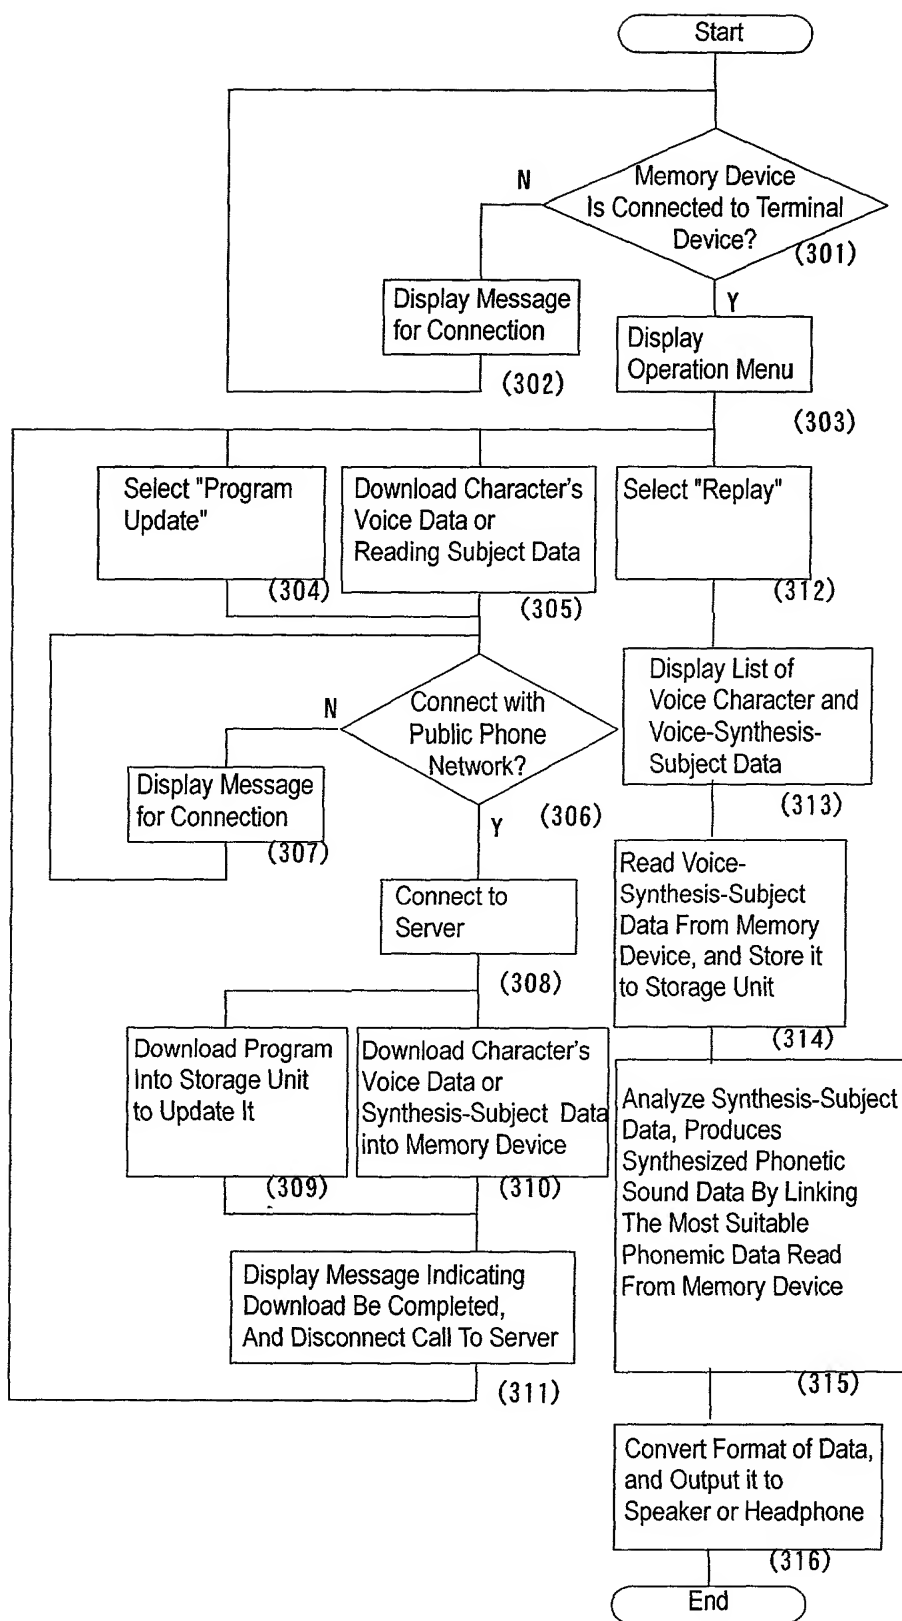 Start
Memory Device
Is Connected to Terminal
Device?
(301)
N
Y
Display Message
for Connection
(302)
Display
Operation Menu
(303)
Select "Program
Update"
(304)
Download Character's
Voice Data or
Reading Subject Data
(305)
Select "Replay"
(312)
Connect with
Public Phone
Network?
(306)
N
Y
Display Message
for Connection
(307)
Display List of
Voice Character and
Voice-Synthesis-
Subject Data
(313)
Connect to
Server
(308)
Read Voice-
Synthesis-Subject
Data From Memory
Device, and Store it
to Storage Unit
(314)
Download Program
Into Storage Unit
to Update It
(309)
Download Character's
Voice Data or
Synthesis-Subject Data
into Memory Device
(310)
Analyze Synthesis-Subject
Data, Produces
Synthesized Phonetic
Sound Data By Linking
The Most Suitable
Phonemic Data Read
From Memory Device
(315)
Display Message Indicating
Download Be Completed,
And Disconnect Call To Server
(311)
Convert Format of Data,
and Output it to
Speaker or Headphone
(316)
End